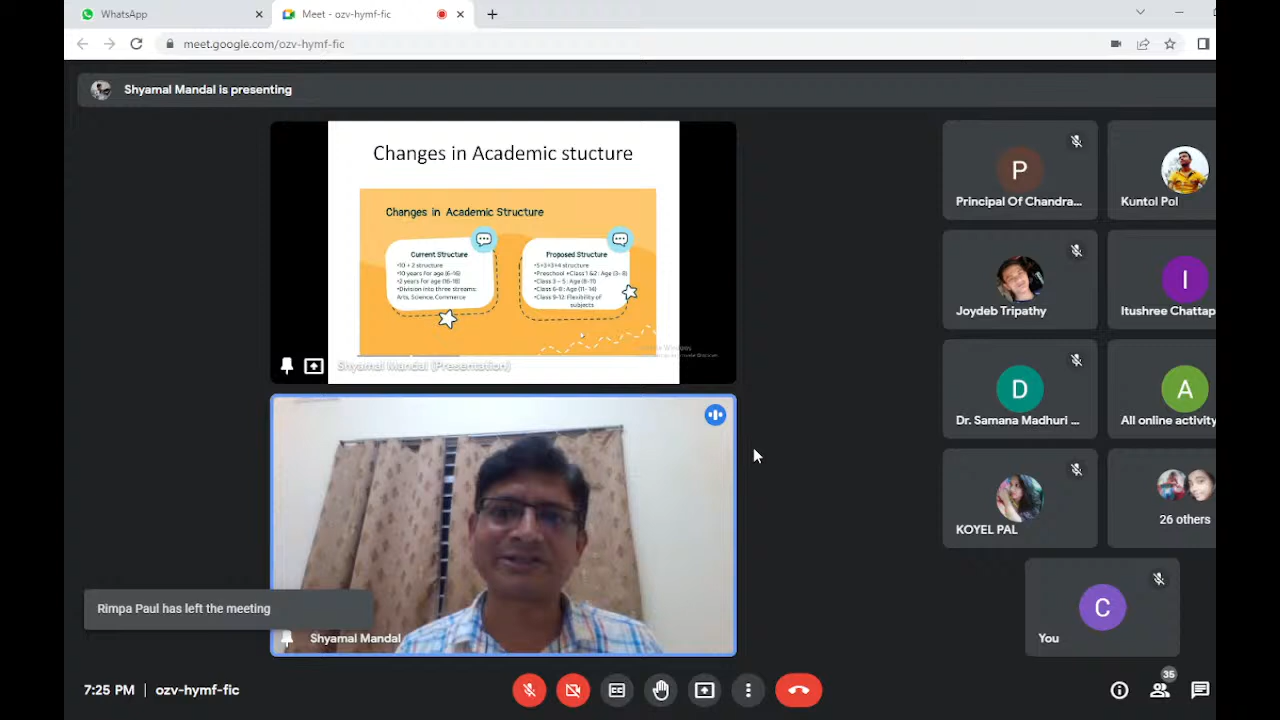 WhatsApp
Meet - ozv-hymf-fic
meet.google.com/ozv-hymf-fic
Shyamal Mandal is presenting
Changes in Academic stucture
Changes in Academic Structure
Current Structure
•10 + 2 structure
•10 years for age (6-16)
•2 years for age (16-18)
•Division into three streams:
Arts, Science, Commerce
Proposed Structure
•5+3+3+4 structure
•Preschool +Class 1 &2 : Age (3- 8)
•Class 3 – 5 : Age (8-11)
•Class 6-8 : Age (11- 14)
•Class 9-12: Flexibility of
subjects
Shyamal Mandal (Presentation)
P
Principal Of Chandra...
Kuntol Pol
Joydeb Tripathy
I
Itushree Chattap
D
Dr. Samana Madhuri ...
A
All online activity
KOYEL PAL
26 others
C
You
Rimpa Paul has left the meeting
Shyamal Mandal
7:25 PM | ozv-hymf-fic
CC
35